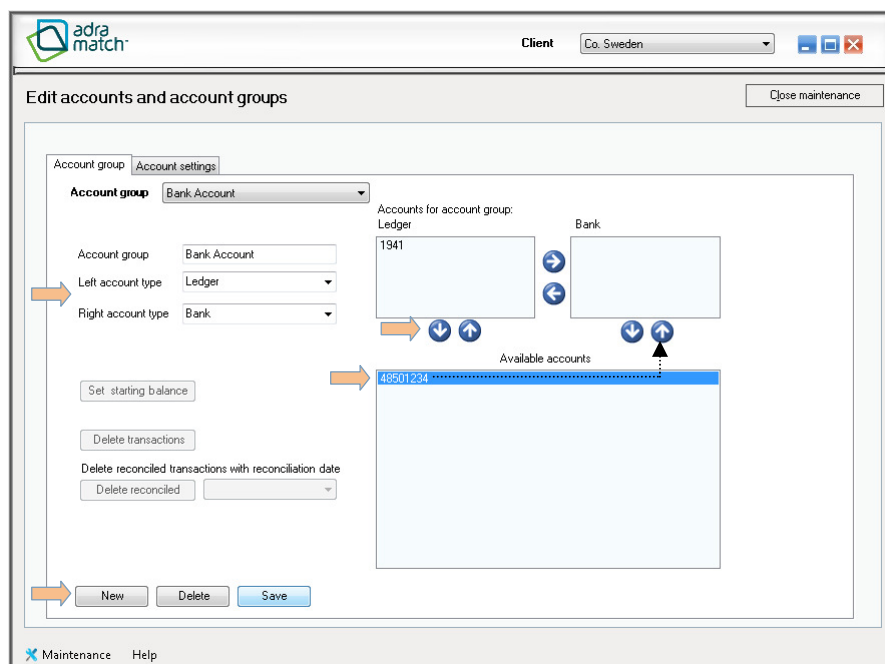 adra
match
Client
Co. Sweden
Edit accounts and account groups
Close maintenance
Account group
Account settings
Account group
Bank Account
Accounts for account group:
Ledger
Bank
1941
Account group
Bank Account
Left account type
Ledger
Right account type
Bank
Available accounts
48501234
Set starting balance
Delete transactions
Delete reconciled transactions with reconciliation date
Delete reconciled
New
Delete
Save
Maintenance
Help